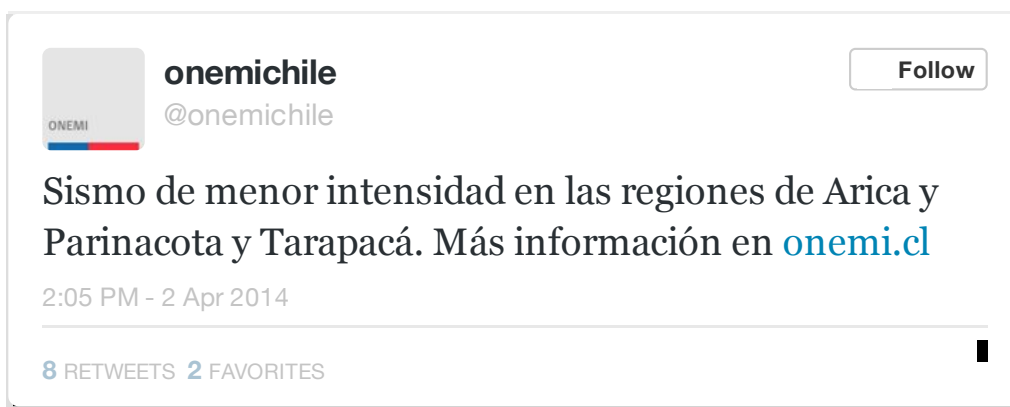 onemichile
Follow
@onemichile
ONEMI
Sismo de menor intensidad en las regiones de Arica y
Parinacota y Tarapacá. Más información en onemi.cl
2:05 PM - 2 Apr 2014
8 RETWEETS 2 FAVORITES